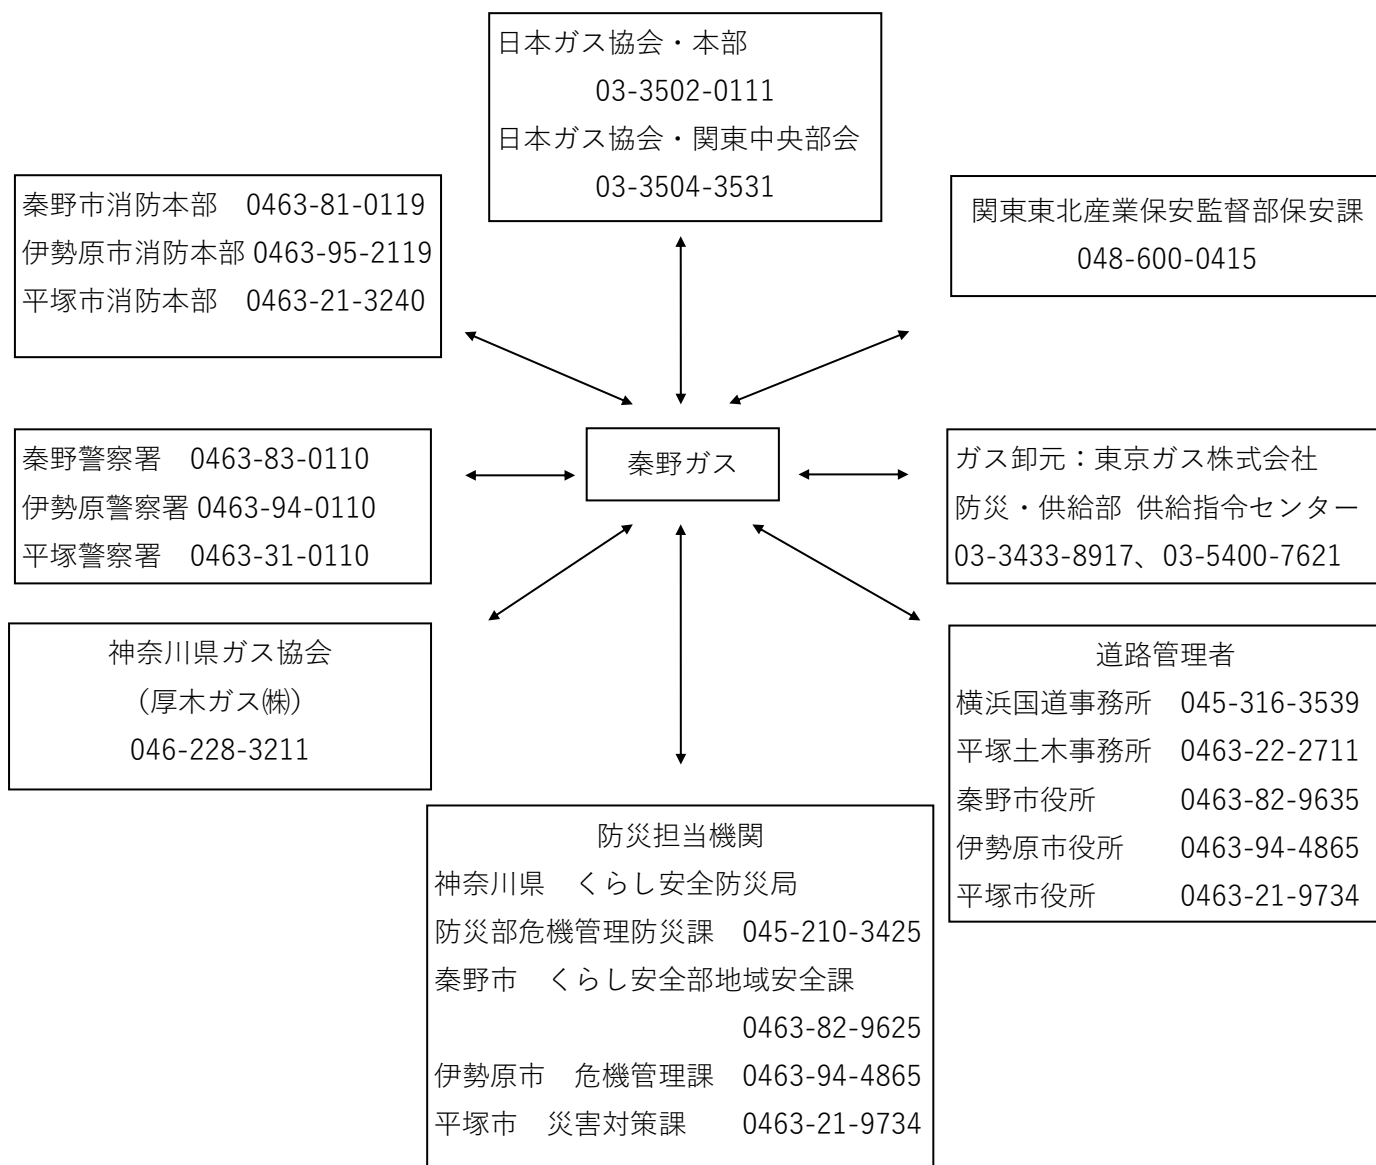 日本ガス協会・本部
03-3502-0111
日本ガス協会・関東中央部会
03-3504-3531
秦野市消防本部　0463-81-0119
伊勢原市消防本部 0463-95-2119
平塚市消防本部　0463-21-3240
関東東北産業保安監督部保安課
048-600-0415
秦野警察署　0463-83-0110
伊勢原警察署 0463-94-0110
平塚警察署　0463-31-0110
秦野ガス
ガス卸元：東京ガス株式会社
防災・供給部 供給指令センター
03-3433-8917、03-5400-7621
神奈川県ガス協会
（厚木ガス㈱）
046-228-3211
道路管理者
横浜国道事務所　045-316-3539
平塚土木事務所　0463-22-2711
秦野市役所　　　0463-82-9635
伊勢原市役所　　0463-94-4865
平塚市役所　　　0463-21-9734
防災担当機関
神奈川県　くらし安全防災局
防災部危機管理防災課　045-210-3425
秦野市　くらし安全部地域安全課
0463-82-9625
伊勢原市　危機管理課　0463-94-4865
平塚市　災害対策課　　0463-21-9734